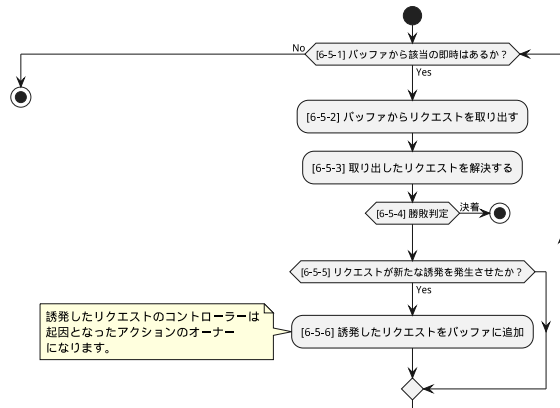 No
[6-5-1] バッファから該当の即時はあるか？
Yes
[6-5-2] バッファからリクエストを取り出す
[6-5-3] 取り出したリクエストを解決する
[6-5-4] 勝敗判定
決着
[6-5-5] リクエストが新たな誘発を発生させたか？
Yes
誘発したリクエストのコントローラーは
起因となったアクションのオーナー
になります。
[6-5-6] 誘発したリクエストをバッファに追加